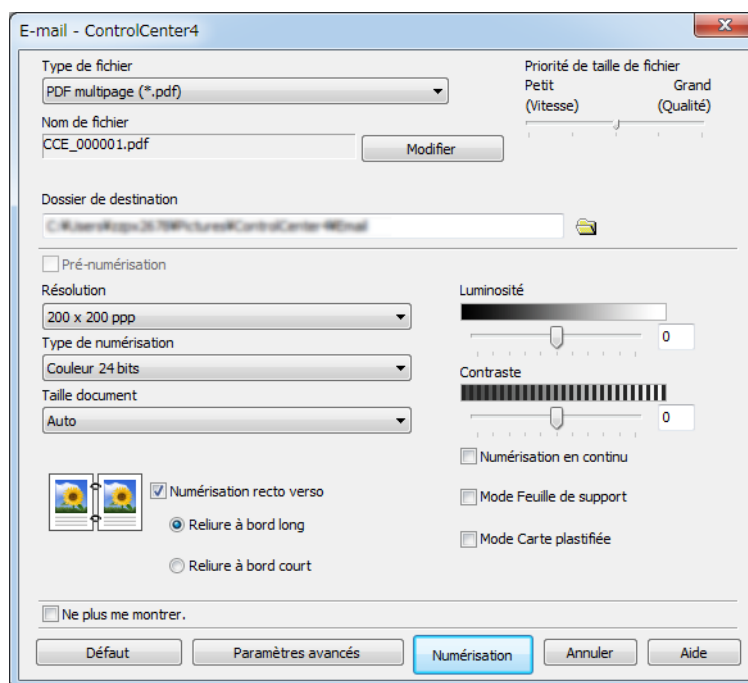 E-mail - ControlCenter4
Type de fichier
PDF multipage (*.pdf)
Priorité de taille de fichier
Petit Grand
(Vitesse) (Qualité)
Nom de fichier
CCE_000001.pdf
Modifier
Dossier de destination
Pré-numérisation
Résolution
200 x 200 ppp
Type de numérisation
Couleur 24 bits
Taille document
Auto
Luminosité
0
Contraste
0
Numérisation en continu
Mode Feuille de support
Mode Carte plastifiée
Numérisation recto verso
Reliure à bord long
Reliure à bord court
Ne plus me montrer.
Défaut Paramètres avancés Numérisation Annuler Aide